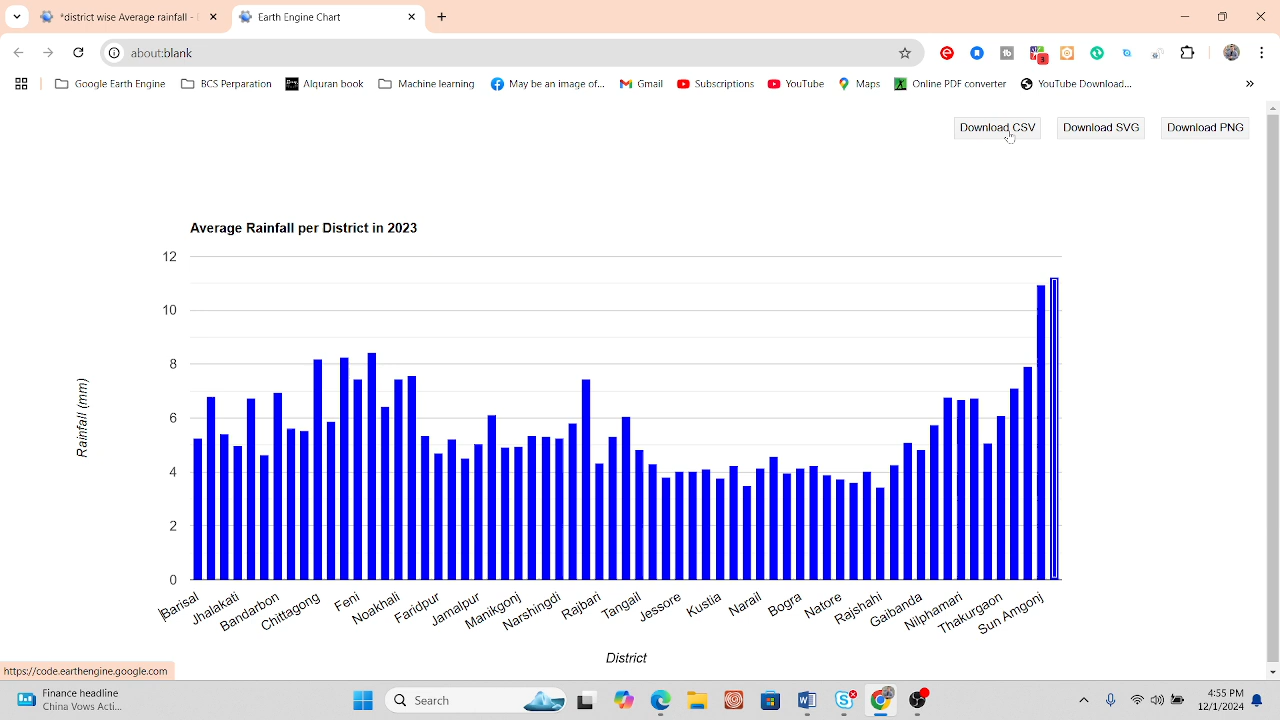 *district wise Average rainfall -
Earth Engine Chart
about:blank
3
Google Earth Engine
BCS Perparation
Alquranook
Machine learning
May be an image of...
Gmail
Subscriptions
YouTube
Maps
Online PDF converter
YouTube Download...
Download CSV
Download SVG
Download PNG
Average Rainfall per District in 2023
12
10
8
6
4
2
0
Rainfall (mm)
Barisal
Jhalakati
Bandarbon
Chittagong
Feni
Noakhali
Faridpur
Jamalpur
Manikgonj
Narshingdi
Rajbari
Tangail
Jessore
Kustia
Narail
Bogra
Natore
Rajshahi
Gaibanda
Nilphamari
Thakurgaon
Sun Amgonj
District
https://code.earthengine.google.com
Finance headline
China Vows Acti...
Search
4:55 PM
12/1/2024